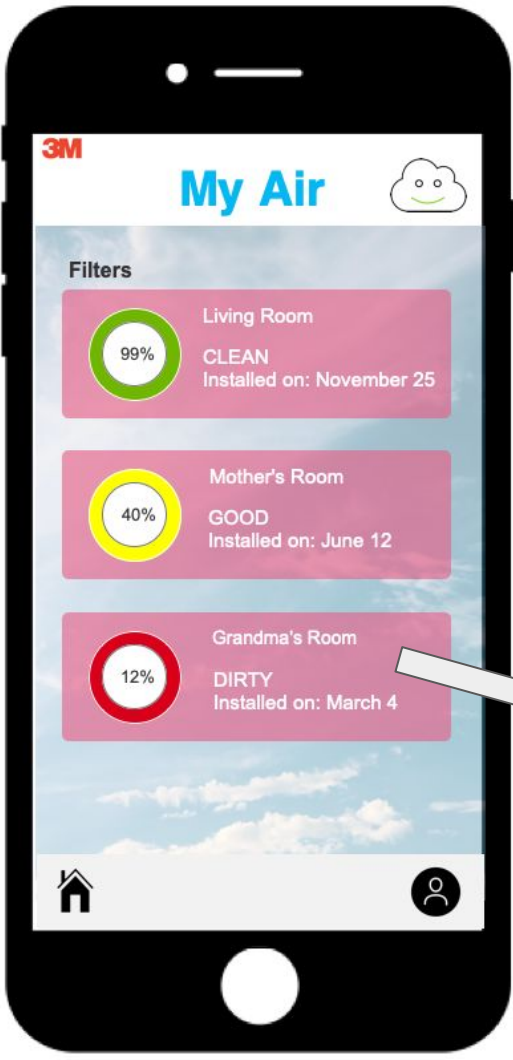 3M
My Air
Filters
Living Room
99%
CLEAN
Installed on: November 25
Mother's Room
40%
GOOD
Installed on: June 12
Grandma's Room
12%
DIRTY
Installed on: March 4